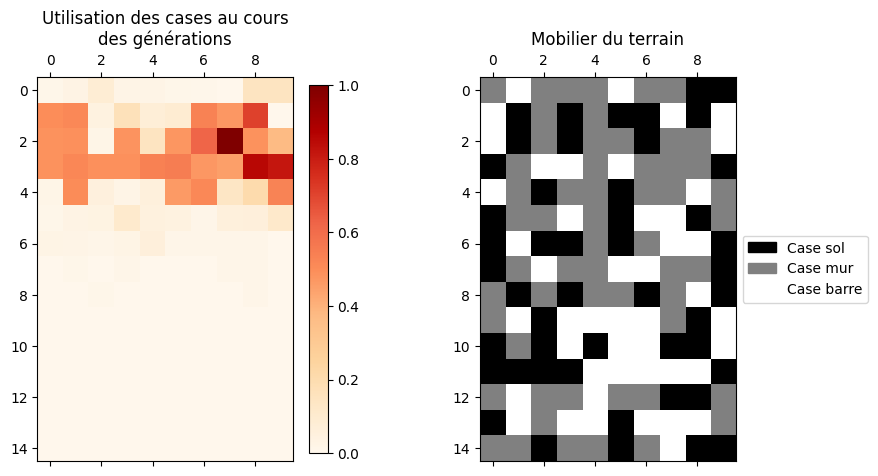 Utilisation des cases au cours
des générations
0 2 4 6 8
0
2
4
6
8
10
12
14
1.0
0.8
0.6
0.4
0.2
0.0
Mobilier du terrain
0 2 4 6 8
0
2
4
6
8
10
12
14
Case sol
Case mur
Case barre